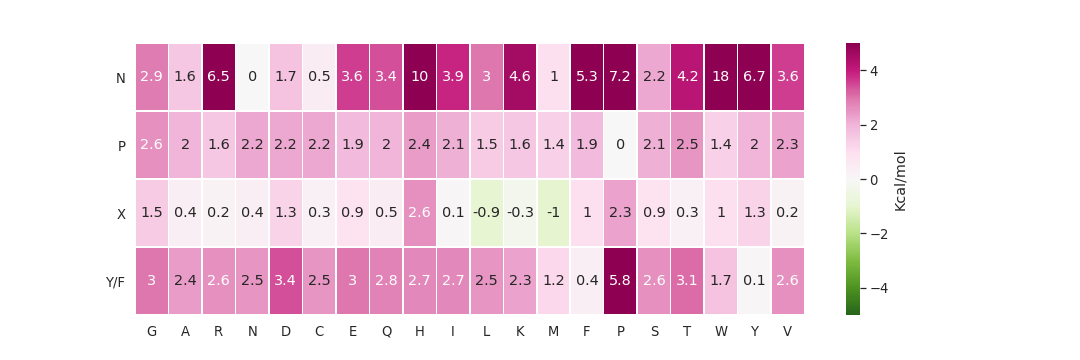 N 2.9 1.6 6.5 0 1.7 0.5 3.6 3.4 10 3.9 3 4.6 1 5.3 7.2 2.2 4.2 18 6.7 3.6
P 2.6 2 1.6 2.2 2.2 2.2 1.9 2 2.4 2.1 1.5 1.6 1.4 1.9 0 2.1 2.5 1.4 2 2.3
X 1.5 0.4 0.2 0.4 1.3 0.3 0.9 0.5 2.6 0.1 -0.9 -0.3 -1 1 2.3 0.9 0.3 1 1.3 0.2
Y/F 3 2.4 2.6 2.5 3.4 2.5 3 2.8 2.7 2.7 2.5 2.3 1.2 0.4 5.8 2.6 3.1 1.7 0.1 2.6
G A R N D C E Q H I L K M F P S T W Y V
4
2
0
−2
−4
Kcal/mol